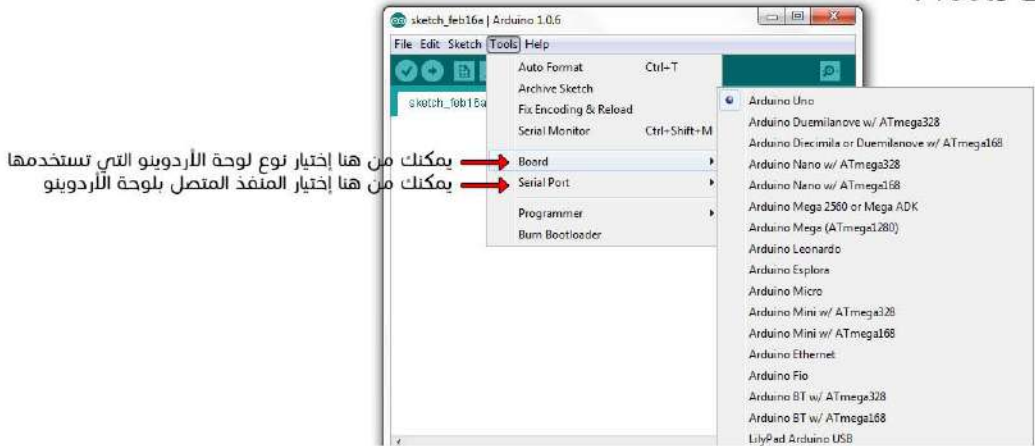 sketch_feb16a | Arduino 1.0.6
File Edit Sketch Tools Help
sketch_feb16a
Auto Format Ctrl+T
Archive Sketch
Fix Encoding & Reload
Serial Monitor Ctrl+Shift+M
Board
Serial Port
Programmer
Burn Bootloader
يمكنك من هنا إختيار نوع لوحة الأردوينو التي تستخدمها
يمكنك من هنا إختيار المنفذ المتصل بلوحة الأردوينو
Arduino Uno
Arduino Duemilanove w/ ATmega328
Arduino Diecimila or Duemilanove w/ ATmega168
Arduino Nano w/ ATmega328
Arduino Nano w/ ATmega168
Arduino Mega 2560 or Mega ADK
Arduino Mega (ATmega1280)
Arduino Leonardo
Arduino Esplora
Arduino Micro
Arduino Mini w/ ATmega328
Arduino Mini w/ ATmega168
Arduino Ethernet
Arduino Fio
Arduino BT w/ ATmega328
Arduino BT w/ ATmega168
LilyPad Arduino USB